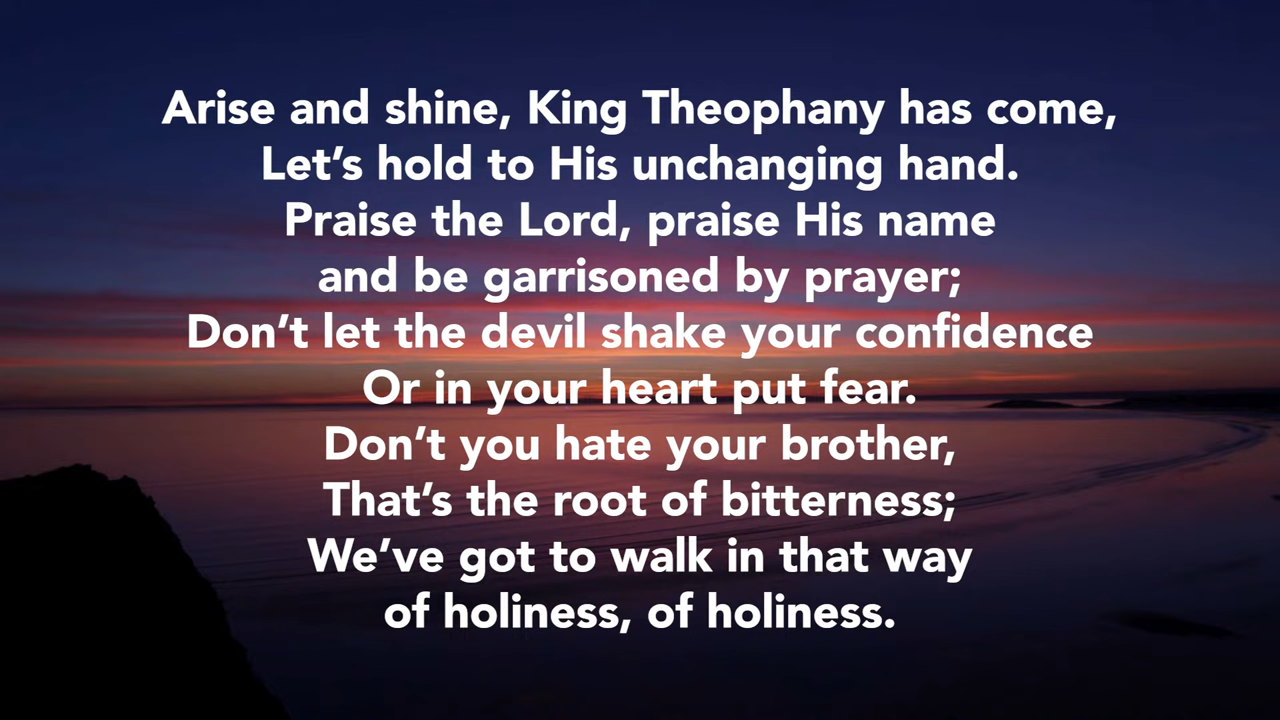 Arise and shine, King Theophany has come,
Let’s hold to His unchanging hand.
Praise the Lord, praise His name
and be garrisoned by prayer;
Don’t let the devil shake your confidence
Or in your heart put fear.
Don’t you hate your brother,
That’s the root of bitterness;
We’ve got to walk in that way
of holiness, of holiness.